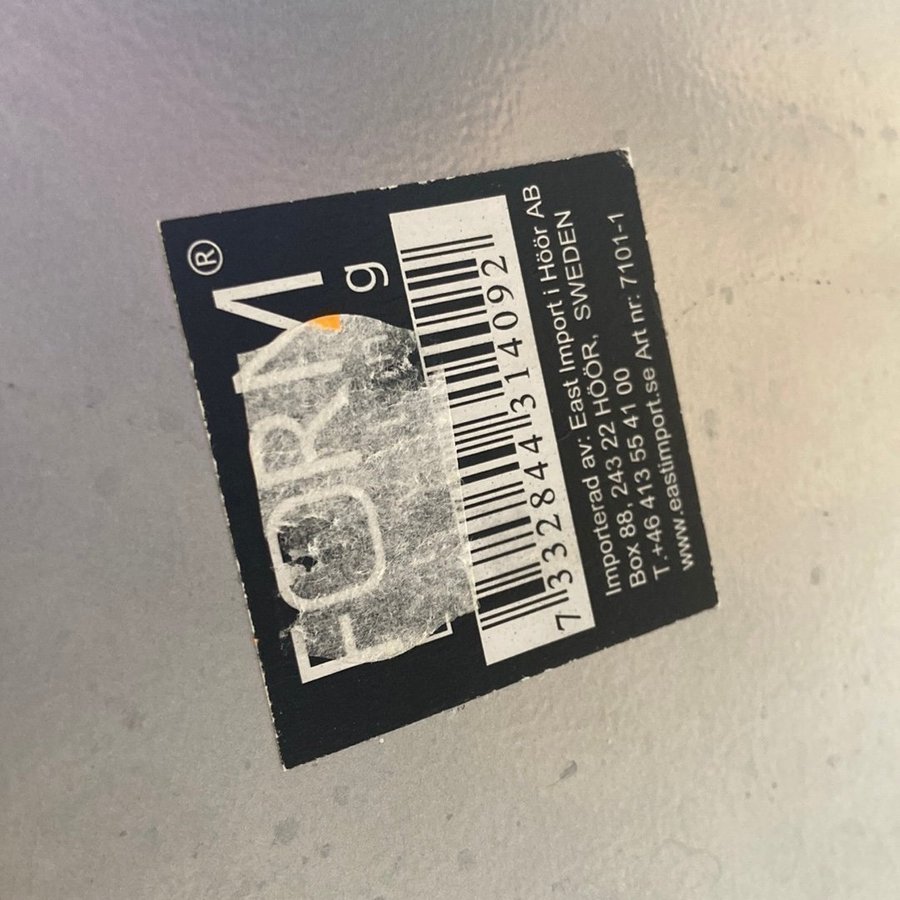 FORM®
g
7 332844 314092
Importerad av: East Import i Höör AB
Box 88, 243 22 HÖÖR, SWEDEN
T.+46 413 55 41 00
www.eastimport.se Art nr: 7101-1